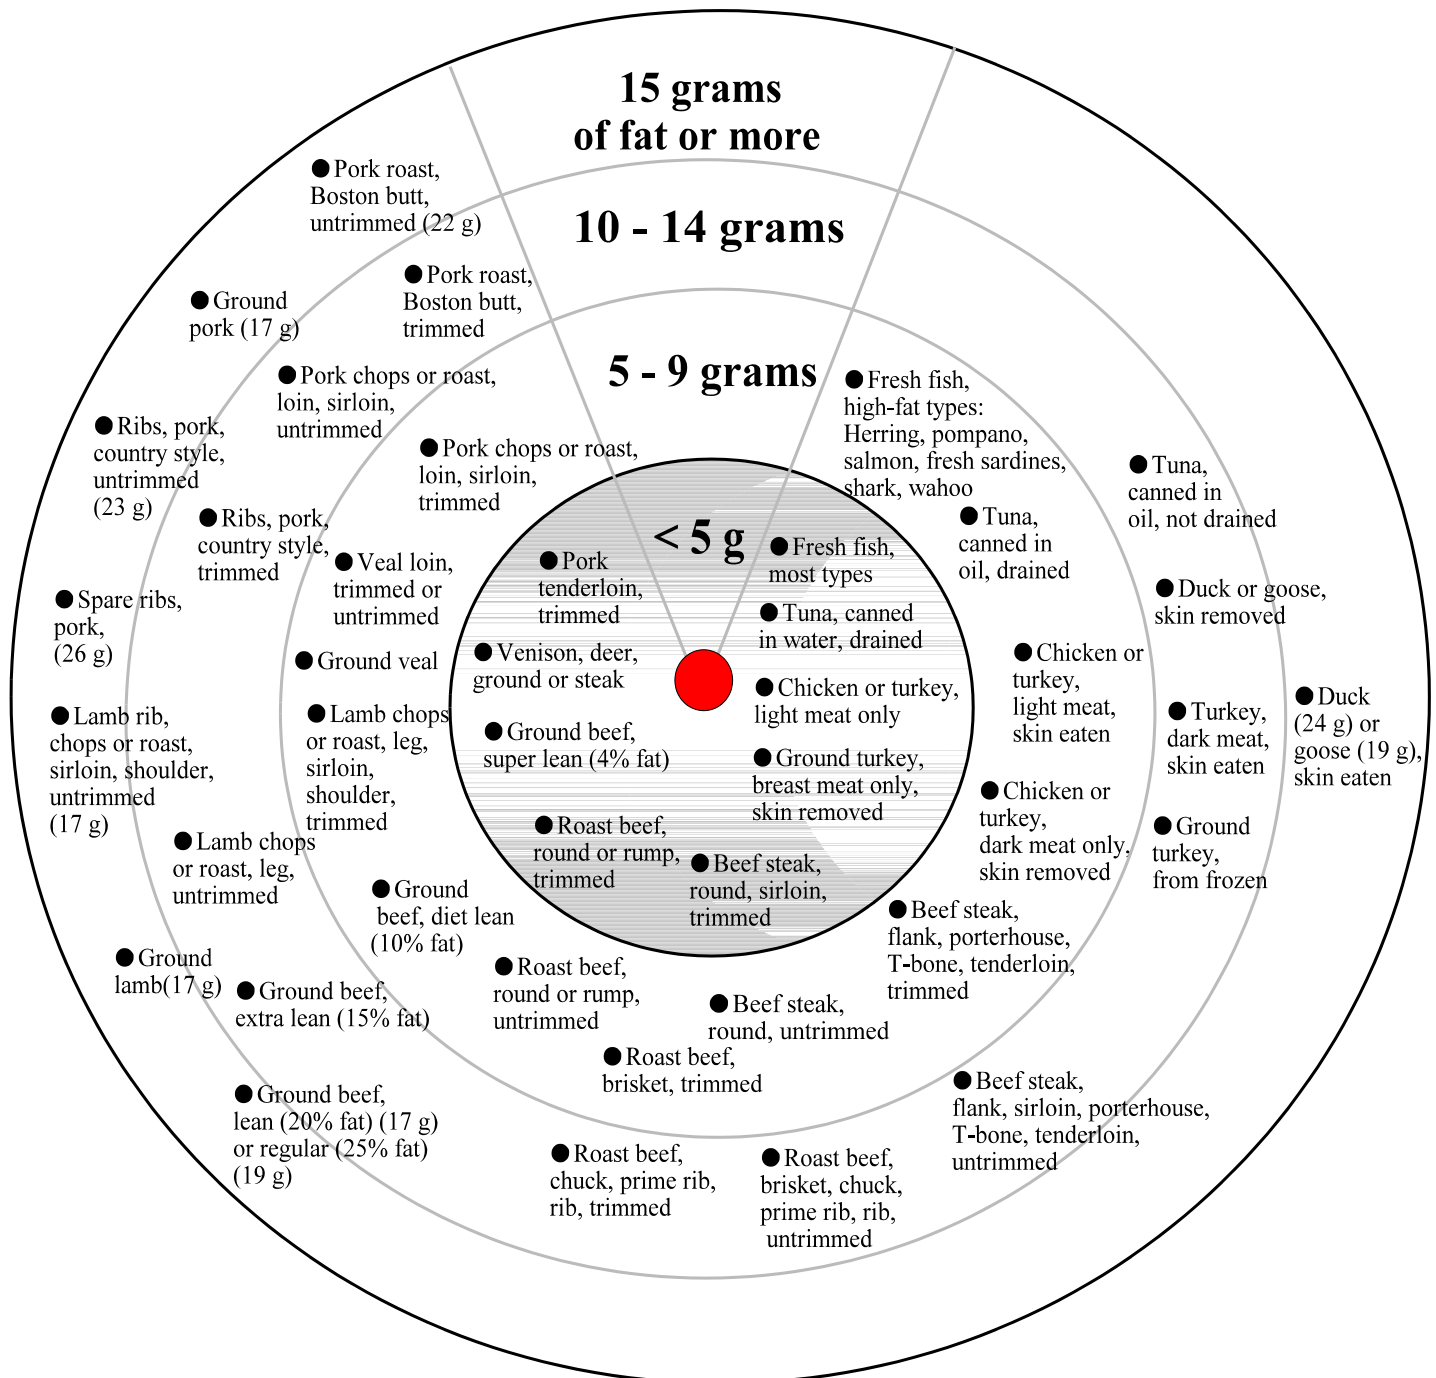 15 grams
of fat or more
10 - 14 grams
5 - 9 grams
< 5 g
Pork roast,
Boston butt,
untrimmed (22 g)
Pork roast,
Boston butt,
trimmed
Ground
pork (17 g)
Pork chops or roast,
loin, sirloin,
untrimmed
Ribs, pork,
country style,
untrimmed
(23 g)
Pork chops or roast,
loin, sirloin,
trimmed
Ribs, pork,
country style,
trimmed
Veal loin,
trimmed or
untrimmed
Spare ribs,
pork,
(26 g)
Ground veal
Lamb rib,
chops or roast,
sirloin, shoulder,
untrimmed
(17 g)
Lamb chops
or roast, leg,
sirloin,
shoulder,
trimmed
Lamb chops
or roast, leg,
untrimmed
Ground
beef, diet lean
(10% fat)
Ground
lamb(17 g)
Ground beef,
extra lean (15% fat)
Ground beef,
lean (20% fat) (17 g)
or regular (25% fat)
(19 g)
Pork
tenderloin,
trimmed
Venison, deer,
ground or steak
Ground beef,
super lean (4% fat)
Roast beef,
round or rump,
trimmed
Beef steak,
round, sirloin,
trimmed
Fresh fish,
most types
Tuna, canned
in water, drained
Chicken or turkey,
light meat only
Ground turkey,
breast meat only,
skin removed
Fresh fish,
high-fat types:
Herring, pompano,
salmon, fresh sardines,
shark, wahoo
Tuna,
canned in
oil, drained
Tuna,
canned in
oil, not drained
Duck or goose,
skin removed
Chicken or
turkey,
light meat,
skin eaten
Turkey,
dark meat,
skin eaten
Duck
(24 g) or
goose (19 g),
skin eaten
Chicken or
turkey,
dark meat only,
skin removed
Ground
turkey,
from frozen
Beef steak,
flank, porterhouse,
T-bone, tenderloin,
trimmed
Roast beef,
round or rump,
untrimmed
Beef steak,
round, untrimmed
Roast beef,
brisket, trimmed
Beef steak,
flank, sirloin, porterhouse,
T-bone, tenderloin,
untrimmed
Roast beef,
chuck, prime rib,
rib, trimmed
Roast beef,
brisket, chuck,
prime rib, rib,
untrimmed